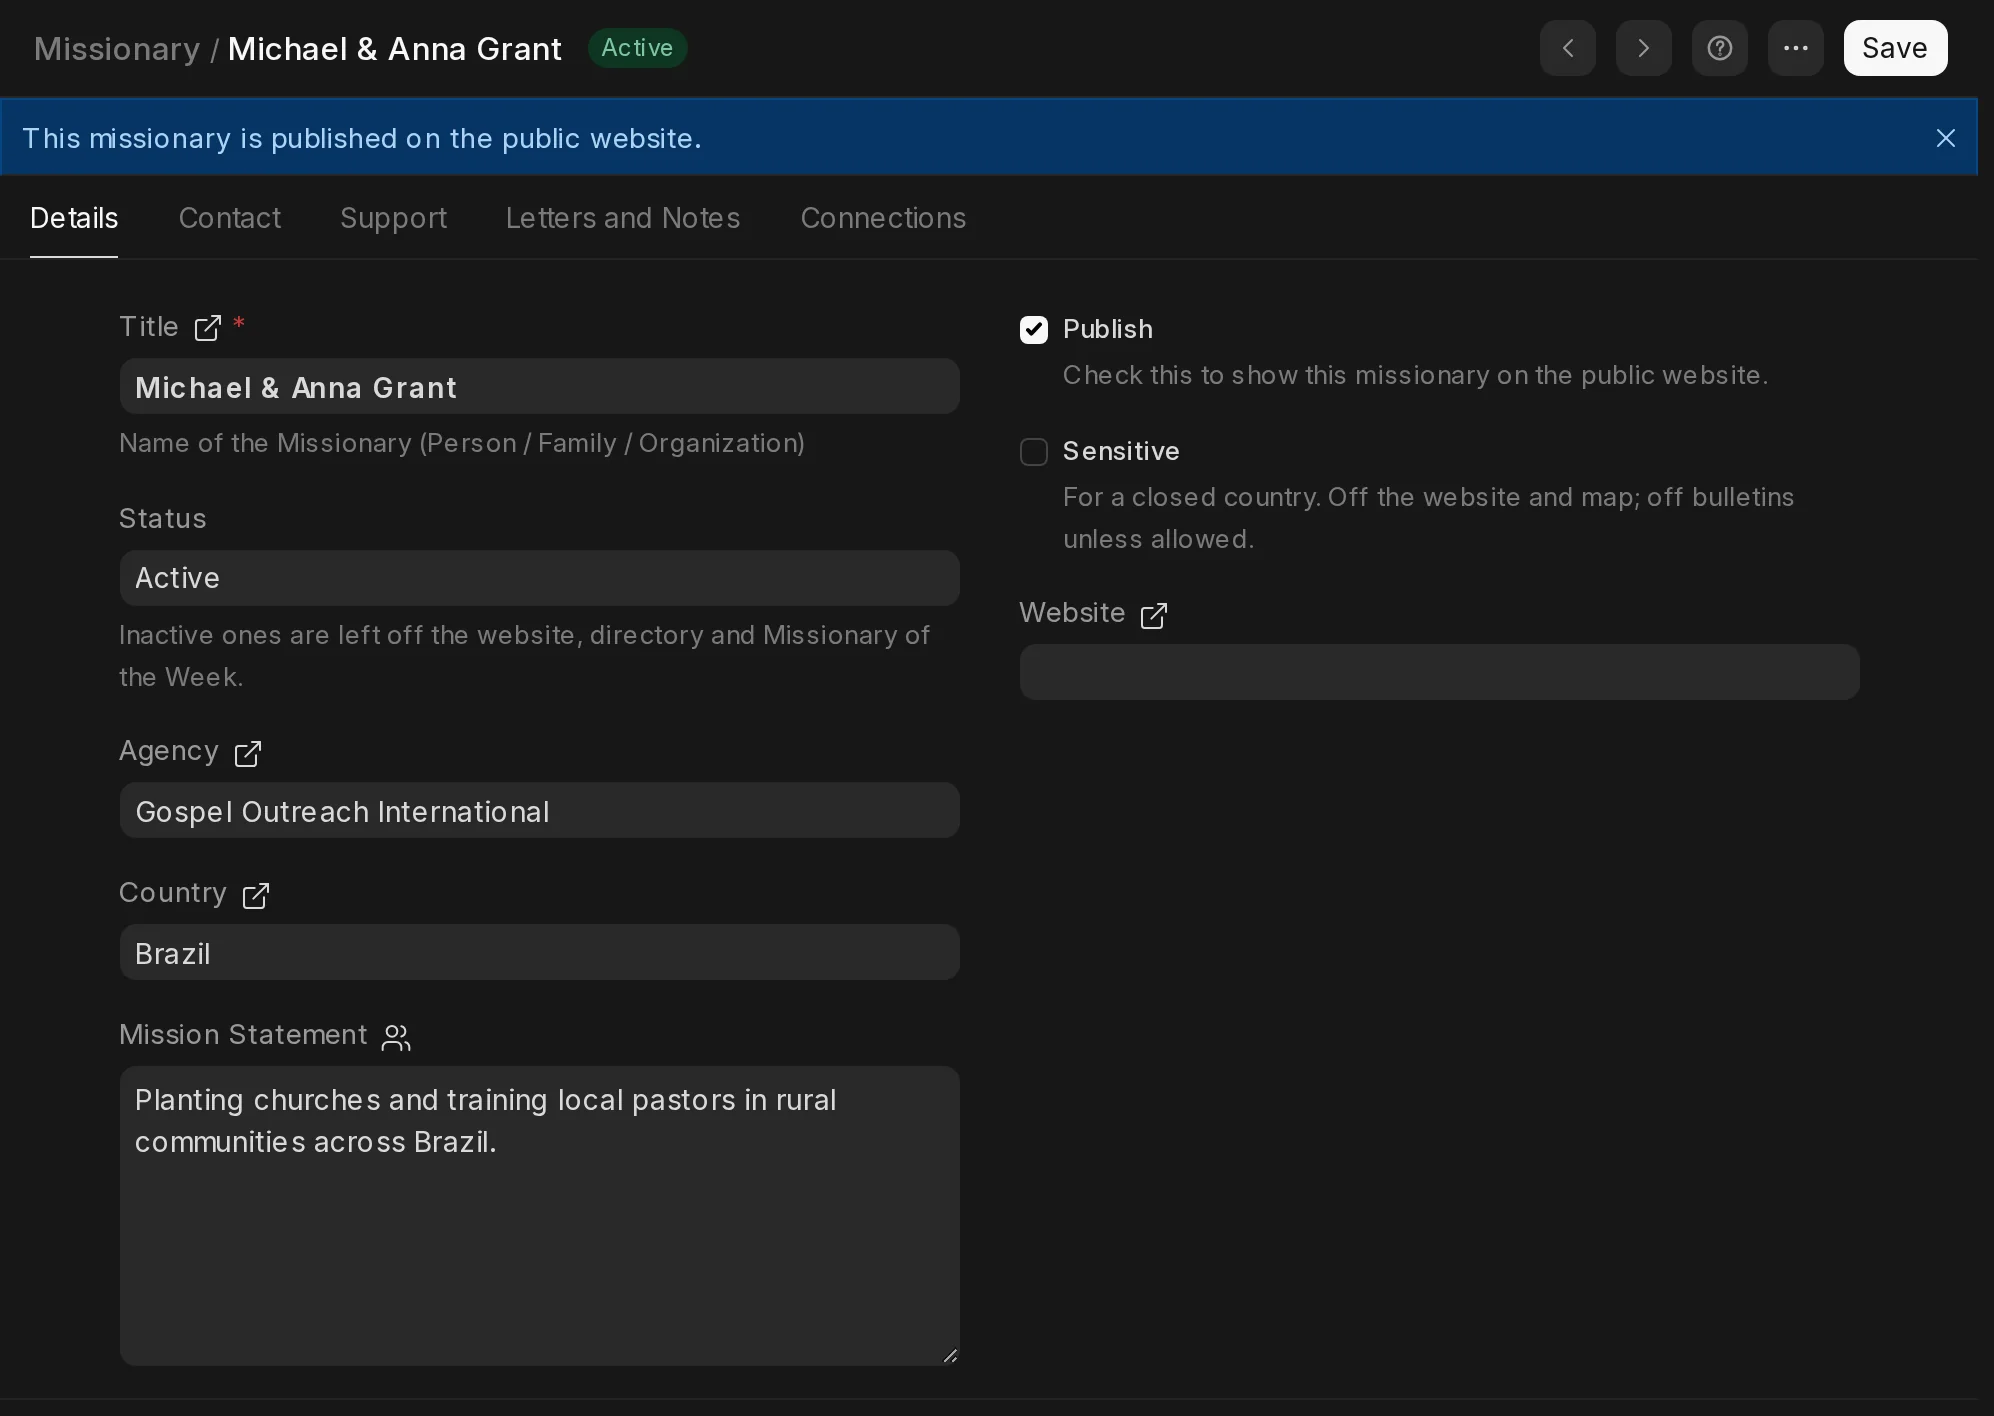 Missionary / Michael & Anna Grant Active Save
This missionary is published on the public website.
Details Contact Support Letters and Notes Connections
Title *
Michael & Anna Grant
Name of the Missionary (Person / Family / Organization)
Status
Active
Inactive ones are left off the website, directory and Missionary of
the Week.
Agency
Gospel Outreach International
Country
Brazil
Mission Statement
Planting churches and training local pastors in rural
communities across Brazil.
Publish
Check this to show this missionary on the public website.
Sensitive
For a closed country. Off the website and map; off bulletins
unless allowed.
Website